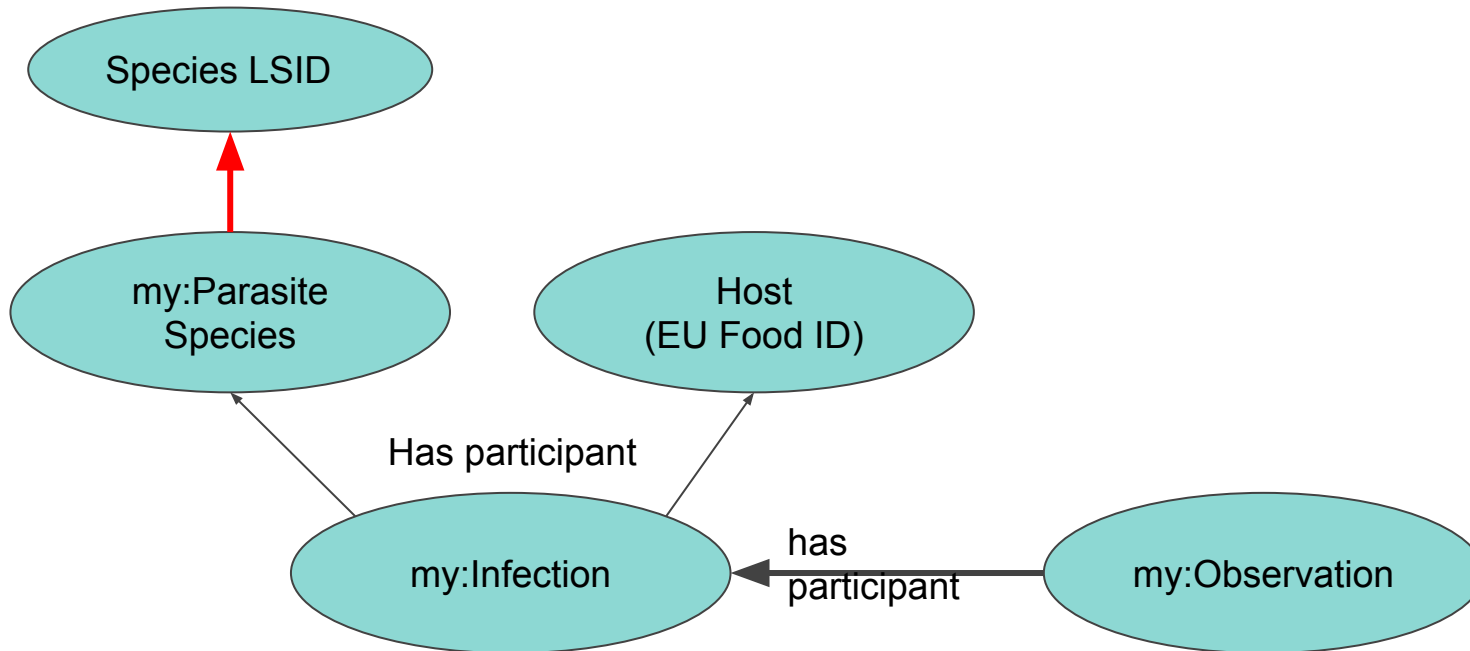 Species LSID
my:Parasite
Species
Host
(EU Food ID)
Has participant
my:Infection
has
participant
my:Observation